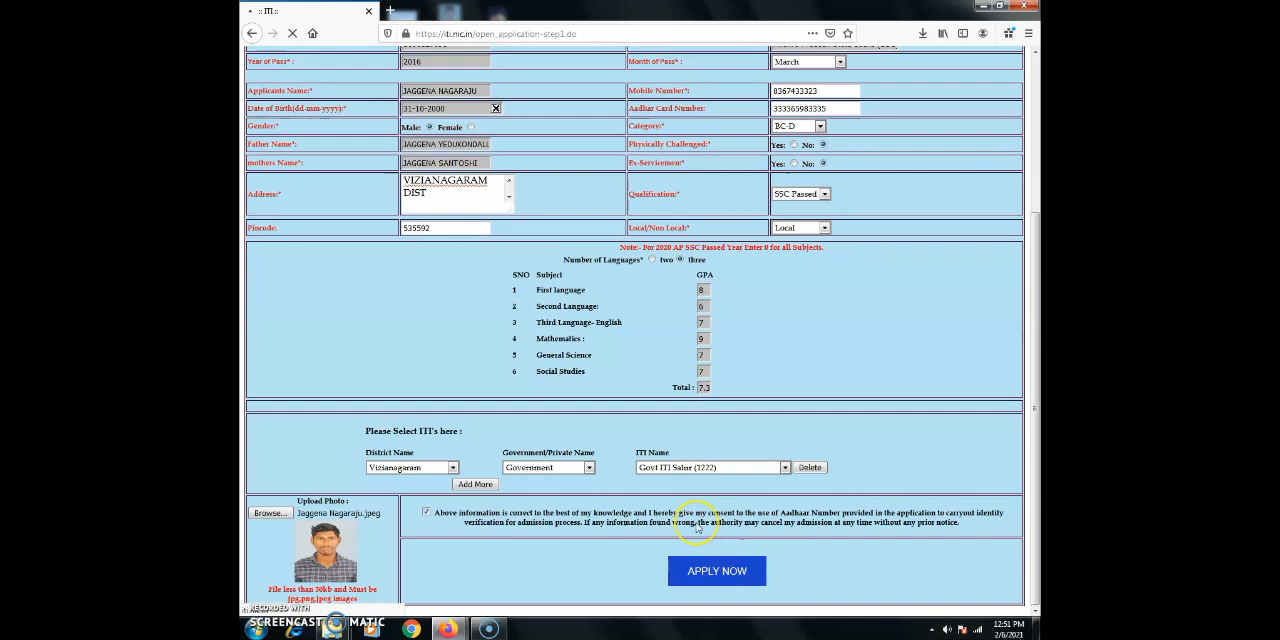 :: ITI ::
https://iti.nic.in/open_application-step1.do
Year of Pass* : 2016 Month of Pass* : March
Applicants Name:* JAGGENA NAGARAJU Mobile Number*: 8367433323
Date of Birth(dd-mm-yyyy):* 31-10-2000 Aadhar Card Number: 333365983335
Gender:* Male: Female Category:* BC-D
Father Name*: JAGGENA YEDUKONDALU Physically Challenged:* Yes: No:
mothers Name*: JAGGENA SANTOSHI Ex-Servicemen:* Yes: No:
Address:* VIZIANAGARAM
DIST
Qualification:* SSC Passed
Pincode: 535592 Local/Non Local:* Local
Note:- For 2020 AP SSC Passed Year Enter 0 for all Subjects.
Number of Languages* two three
SNO Subject GPA
1 First language 8
2 Second Language: 6
3 Third Language- English 7
4 Mathematics : 9
5 General Science 7
6 Social Studies 7
Total : 7.3
Please Select ITI's here :
District Name Government/Private Name ITI Name
Vizianagaram Government Govt ITI Salur (1222) Delete
Add More
Upload Photo :
Browse... Jaggena Nagaraju.jpeg
File less than 50kb and Must be
jpg,png,jpeg images
Above information is correct to the best of my knowledge and I hereby give my consent to the use of Aadhaar Number provided in the application to carryout identity
verification for admission process. If any information found wrong, the authority may cancel my admission at any time without any prior notice.
APPLY NOW
RECORDED WITH
SCREENCAST MATIC
12:51 PM
2/6/2021